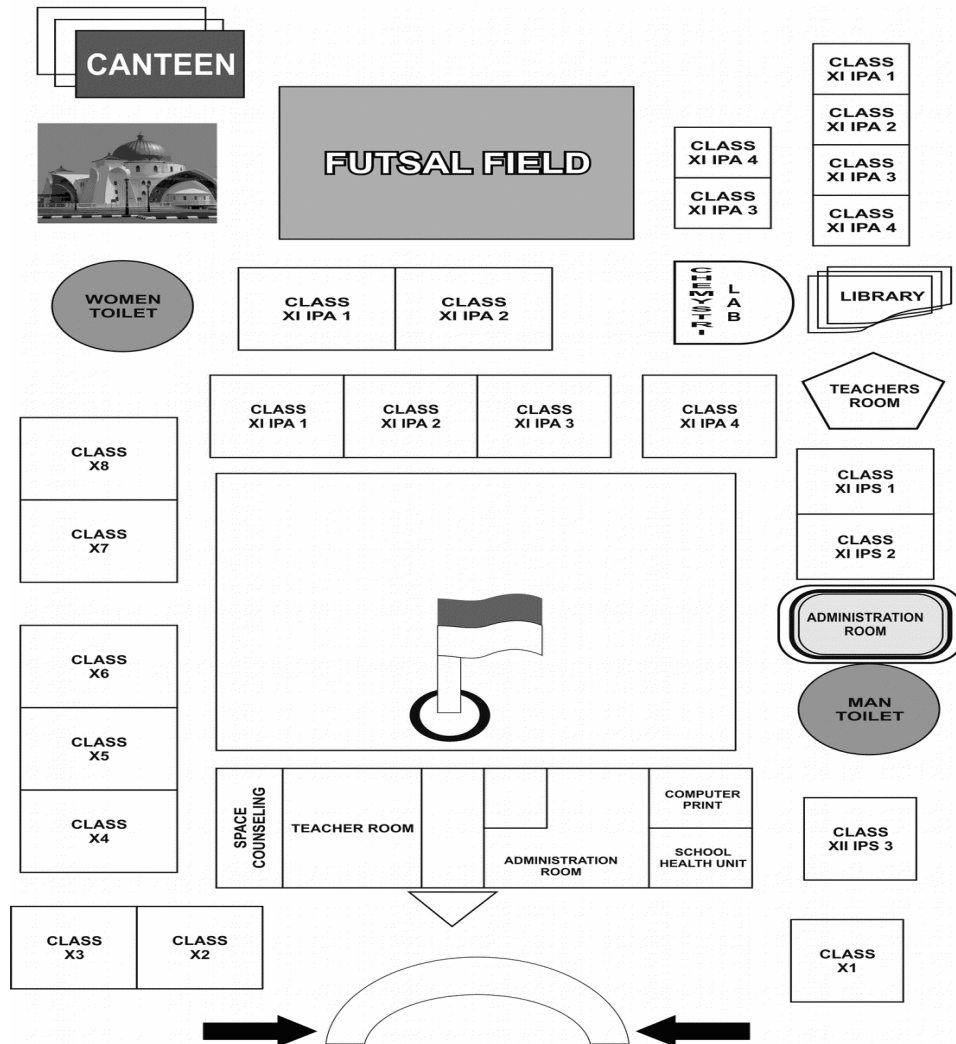 CANTEEN
FUTSAL FIELD
CLASS
XI IPA 4
CLASS
XI IPA 3
CLASS
XI IPA 1
CLASS
XI IPA 2
CLASS
XI IPA 3
CLASS
XI IPA 4
WOMEN
TOILET
CLASS
XI IPA 1
CLASS
XI IPA 2
CHEMYSTRI
LAB
LIBRARY
TEACHERS
ROOM
CLASS
XI IPA 1
CLASS
XI IPA 2
CLASS
XI IPA 3
CLASS
XI IPA 4
CLASS
X8
CLASS
X7
CLASS
XI IPS 1
CLASS
XI IPS 2
ADMINISTRATION
ROOM
MAN
TOILET
CLASS
X6
CLASS
X5
CLASS
X4
SPACE
COUNSELING
TEACHER ROOM
ADMINISTRATION
ROOM
COMPUTER
PRINT
SCHOOL
HEALTH UNIT
CLASS
XII IPS 3
CLASS
X3
CLASS
X2
CLASS
X1